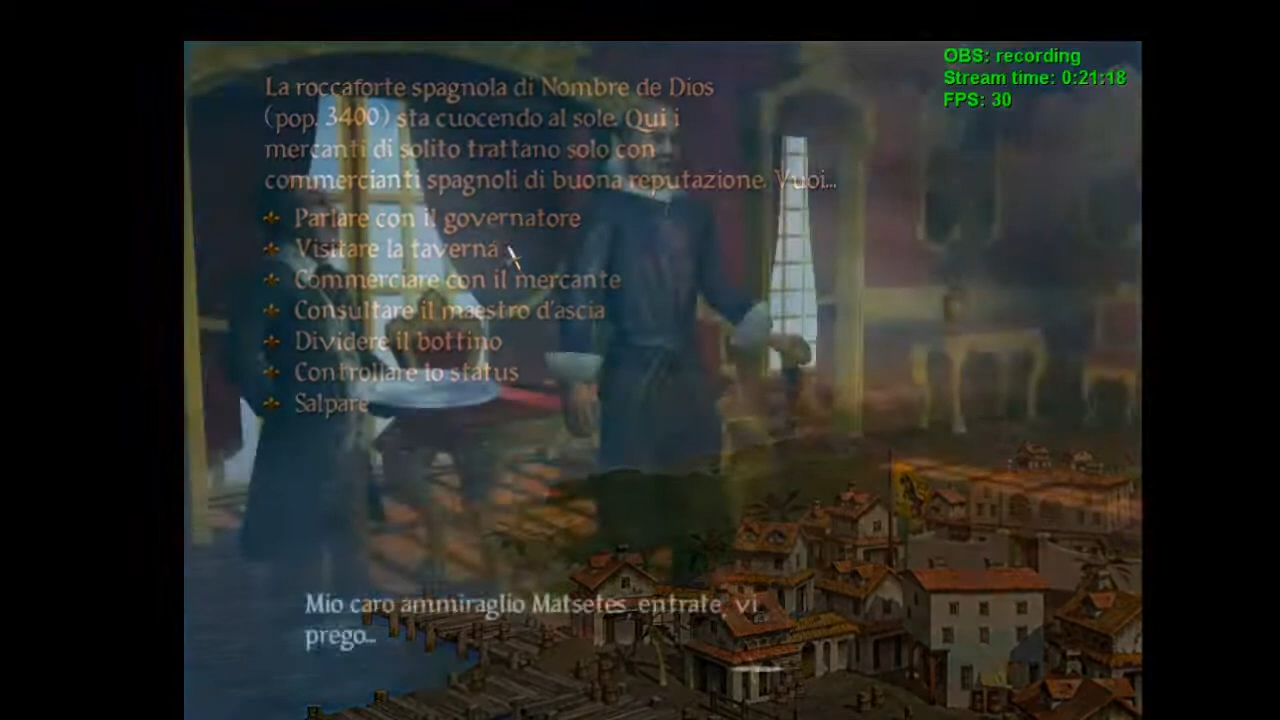 OBS: recording
Stream time: 0:21:18
FPS: 30
La roccaforte spagnola di Nombre de Dios
(pop. 3400) sta cuocendo al sole. Qui i
mercanti di solito trattano solo con
commercianti spagnoli di buona reputazione. Vuoi...
Parlare con il governatore
Visitare la taverna
Commerciare con il mercante
Consultare il maestro d'ascia
Dividere il bottino
Controllare lo status
Salpare
Mio caro ammiraglio Matsetes, entrate, vi
prego...